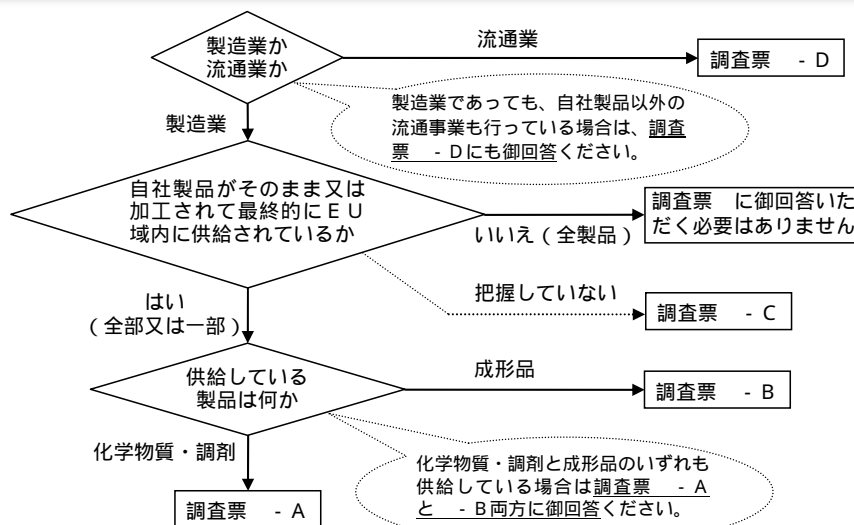 製造業か
流通業か
流通業
調査票　-D
製造業であっても、自社製品以外の
流通事業も行っている場合は、調査
票　-Dにも御回答ください。
製造業
自社製品がそのまま又は
加工されて最終的にＥＵ
域内に供給されているか
いいえ（全製品）
調査票　に御回答いた
だく必要はありません
はい
（全部又は一部）
把握していない
調査票　-C
供給している
製品は何か
成形品
調査票　-B
化学物質・調剤
化学物質・調剤と成形品のいずれも
供給している場合は調査票　-A
と　-B両方に御回答ください。
調査票　-A